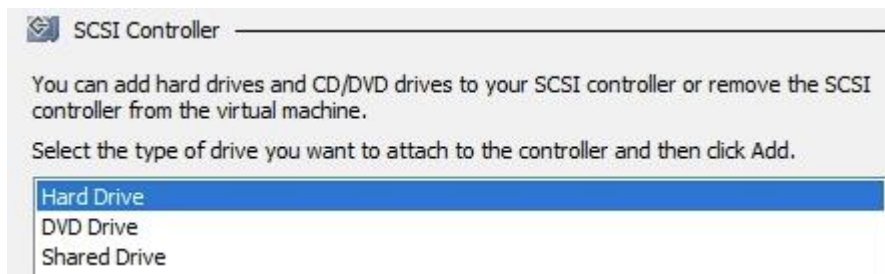 SCSI Controller
You can add hard drives and CD/DVD drives to your SCSI controller or remove the SCSI
controller from the virtual machine.
Select the type of drive you want to attach to the controller and then click Add.
Hard Drive
DVD Drive
Shared Drive